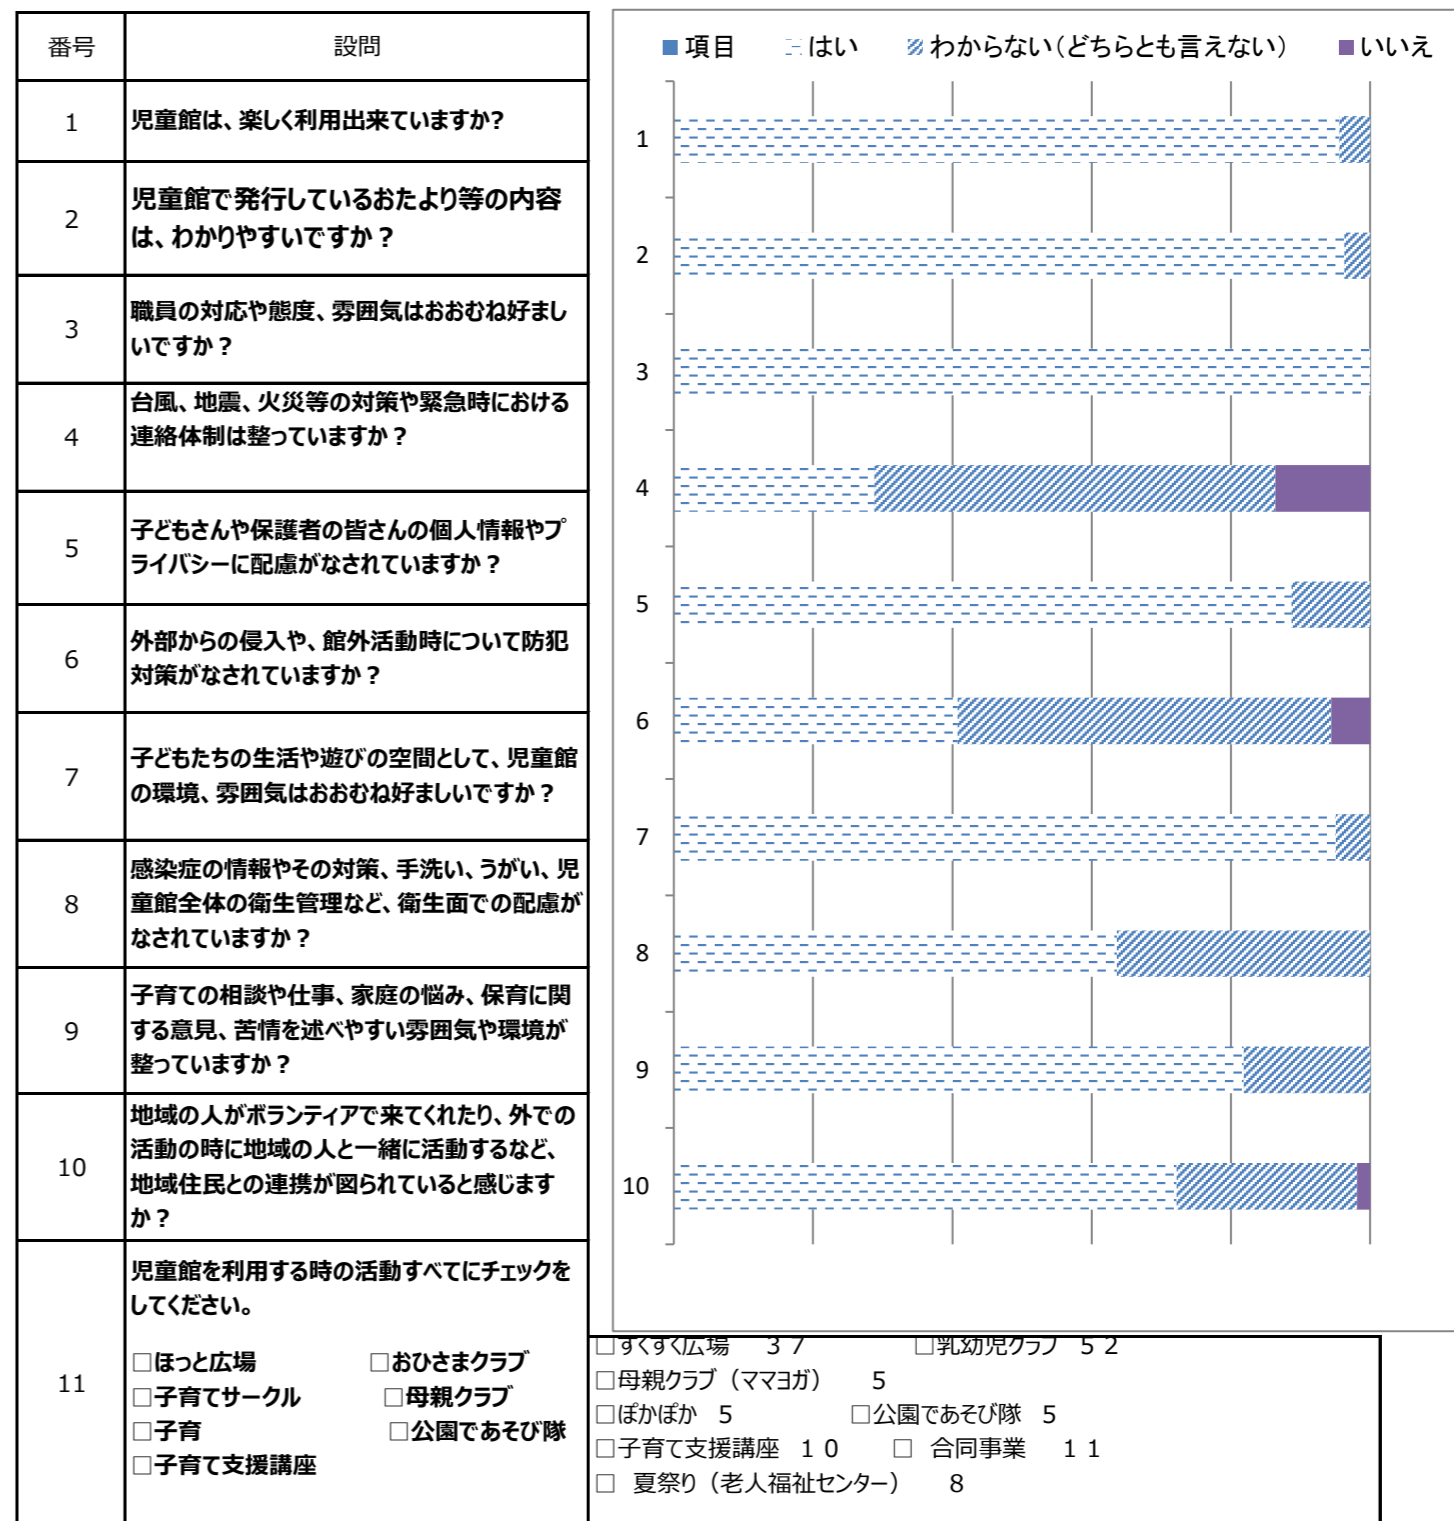 番号 設問
1 児童館は、楽しく利用出来ていますか?
2 児童館で発行しているおたより等の内容
は、わかりやすいですか？
3 職員の対応や態度、雰囲気はおおむね好まし
いですか？
4 台風、地震、火災等の対策や緊急時における
連絡体制は整っていますか？
5 子どもさんや保護者の皆さんの個人情報やプ
ライバシーに配慮がなされていますか？
6 外部からの侵入や、館外活動時について防犯
対策がなされていますか？
7 子どもたちの生活や遊びの空間として、児童館
の環境、雰囲気はおおむね好ましいですか？
8 感染症の情報やその対策、手洗い、うがい、児
童館全体の衛生管理など、衛生面での配慮が
なされていますか？
9 子育ての相談や仕事、家庭の悩み、保育に関
する意見、苦情を述べやすい雰囲気や環境が
整っていますか？
10 地域の人がボランティアで来てくれたり、外での
活動の時に地域の人と一緒に活動するなど、
地域住民との連携が図られていると感じます
か？
11 児童館を利用する時の活動すべてにチェックを
してください。
□ほっと広場 □おひさまクラブ
□子育てサークル □母親クラブ
□子育 □公園であそび隊
□子育て支援講座
項目 はい わからない（どちらとも言えない） いいえ
1
2
3
4
5
6
7
8
9
10
□すくすく広場 ３７ □乳幼児クラブ ５２
□母親クラブ（ママヨガ） ５
□ぽかぽか ５ □公園であそび隊 ５
□子育て支援講座 １０ □ 合同事業 １１
□ 夏祭り（老人福祉センター） ８